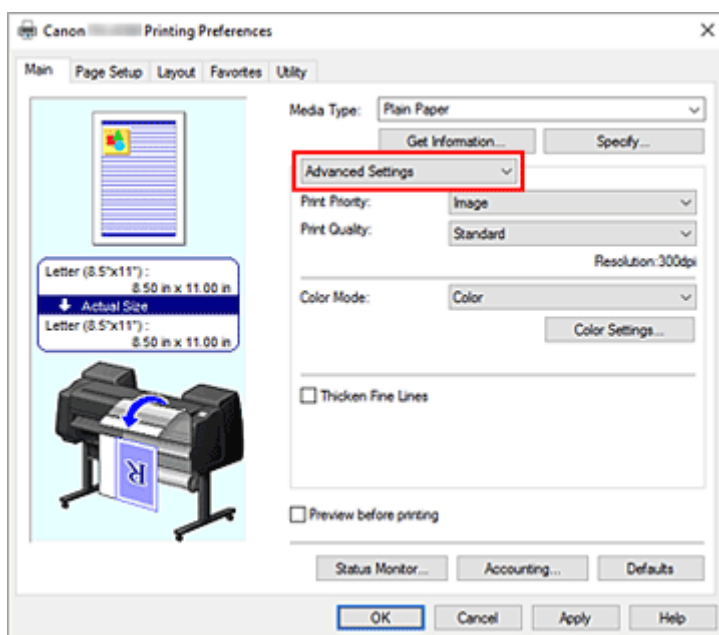 Canon Printing Preferences
Main Page Setup Layout Favorites Utility
Media Type: Plain Paper
Get Information... Specify...
Advanced Settings
Print Priority: Image
Print Quality: Standard
Resolution:300dpi
Color Mode: Color
Color Settings...
Thicken Fine Lines
Letter (8.5"x11") :
8.50 in x 11.00 in
Actual Size
Letter (8.5"x11") :
8.50 in x 11.00 in
R
Preview before printing
Status Monitor... Accounting... Defaults
OK Cancel Apply Help